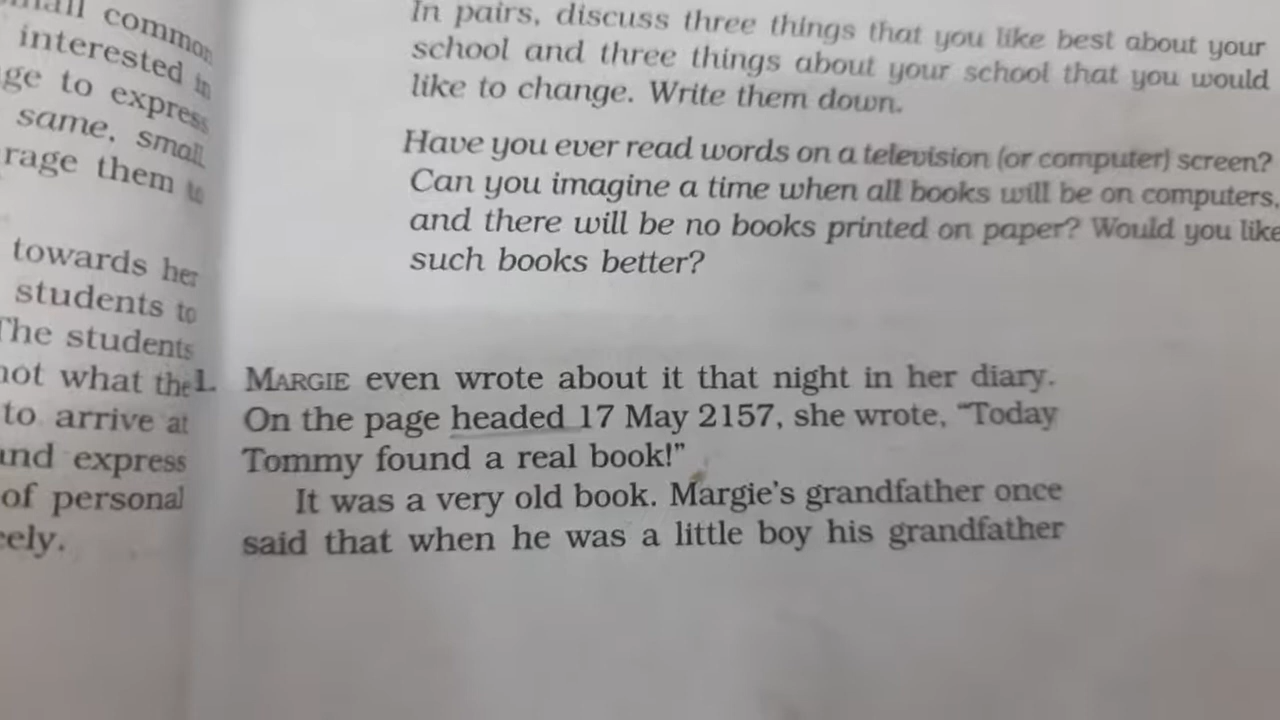 common
interested in
to express
same, small
them to
towards her
students to
The students
not what the
to arrive at
and express
of personal
In pairs, discuss three things that you like best about your
school and three things about your school that you would
like to change. Write them down.
Have you ever read words on a television (or computer) screen?
Can you imagine a time when all books will be on computers,
and there will be no books printed on paper? Would you like
such books better?
1. MARGIE even wrote about it that night in her diary.
On the page headed 17 May 2157, she wrote, “Today
Tommy found a real book!”
It was a very old book. Margie’s grandfather once
said that when he was a little boy his grandfather